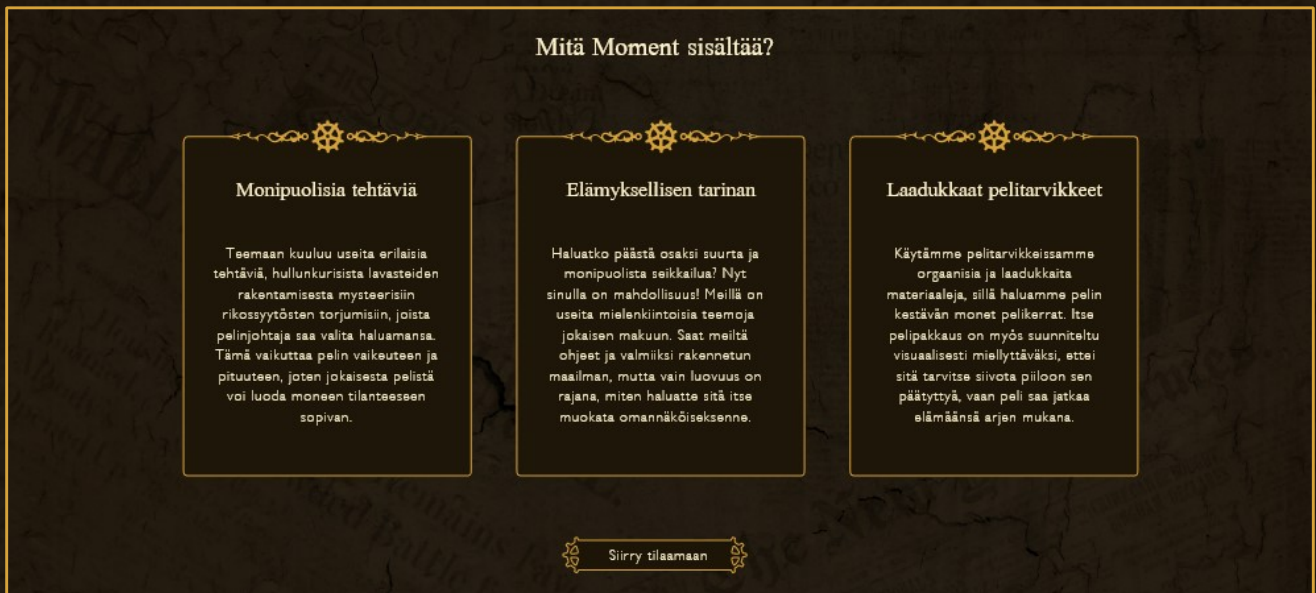 Mitä Moment sisältää?
Monipuolisia tehtäviä
Teemaan kuuluu useita erilaisia
tehtäviä, hullunkurisista lavasteiden
rakentamisesta mysteerisiin
rikossyytösten torjumisiin, joista
pelinjohtaja saa valita haluamansa.
Tämä vaikuttaa pelin vaikeuteen ja
pituuteen, joten jokaisesta pelistä
voi luoda moneen tilanteeseen
sopivan.
Elämyksellisen tarinan
Haluatko päästä osaksi suurta ja
monipuolista seikkailua? Nyt
sinulla on mahdollisuus! Meillä on
useita mielenkiintoisia teemoja
jokaisen makuun. Saat meiltä
ohjeet ja valmiiksi rakennetun
maailman, mutta vain luovuus on
rajana, miten haluatte sitä itse
muokata omannäköiseksenne.
Laadukkaat pelitarvikkeet
Käytämme pelitarvikkeissamme
orgaanisia ja laadukkaita
materiaaleja, sillä haluamme pelin
kestävän monet pelikerrat. Itse
pelipakkaus on myös suunniteltu
visuaalisesti miellyttäväksi, ettei
sitä tarvitse siivota piiloon sen
päätyttyä, vaan peli saa jatkaa
elämäänsä arjen mukana.
Siirry tilaamaan